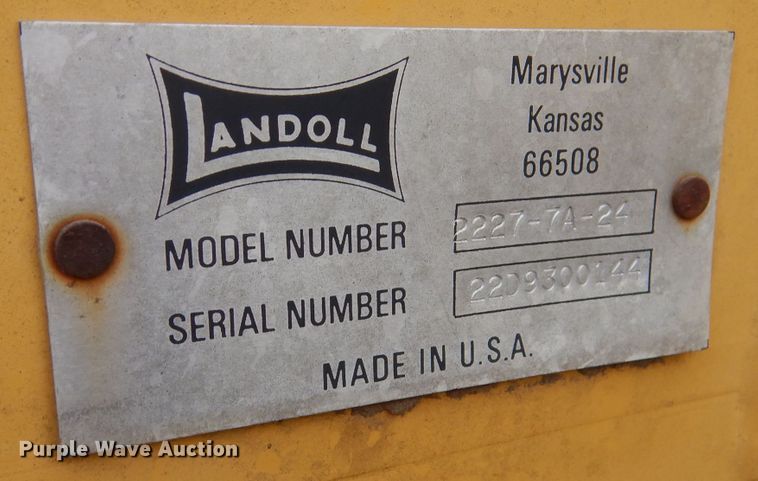 LANDOLL
Marysville
Kansas
66508
MODEL NUMBER 2227-7A-24
SERIAL NUMBER 22D9300144
MADE IN U.S.A.
Purple Wave Auction